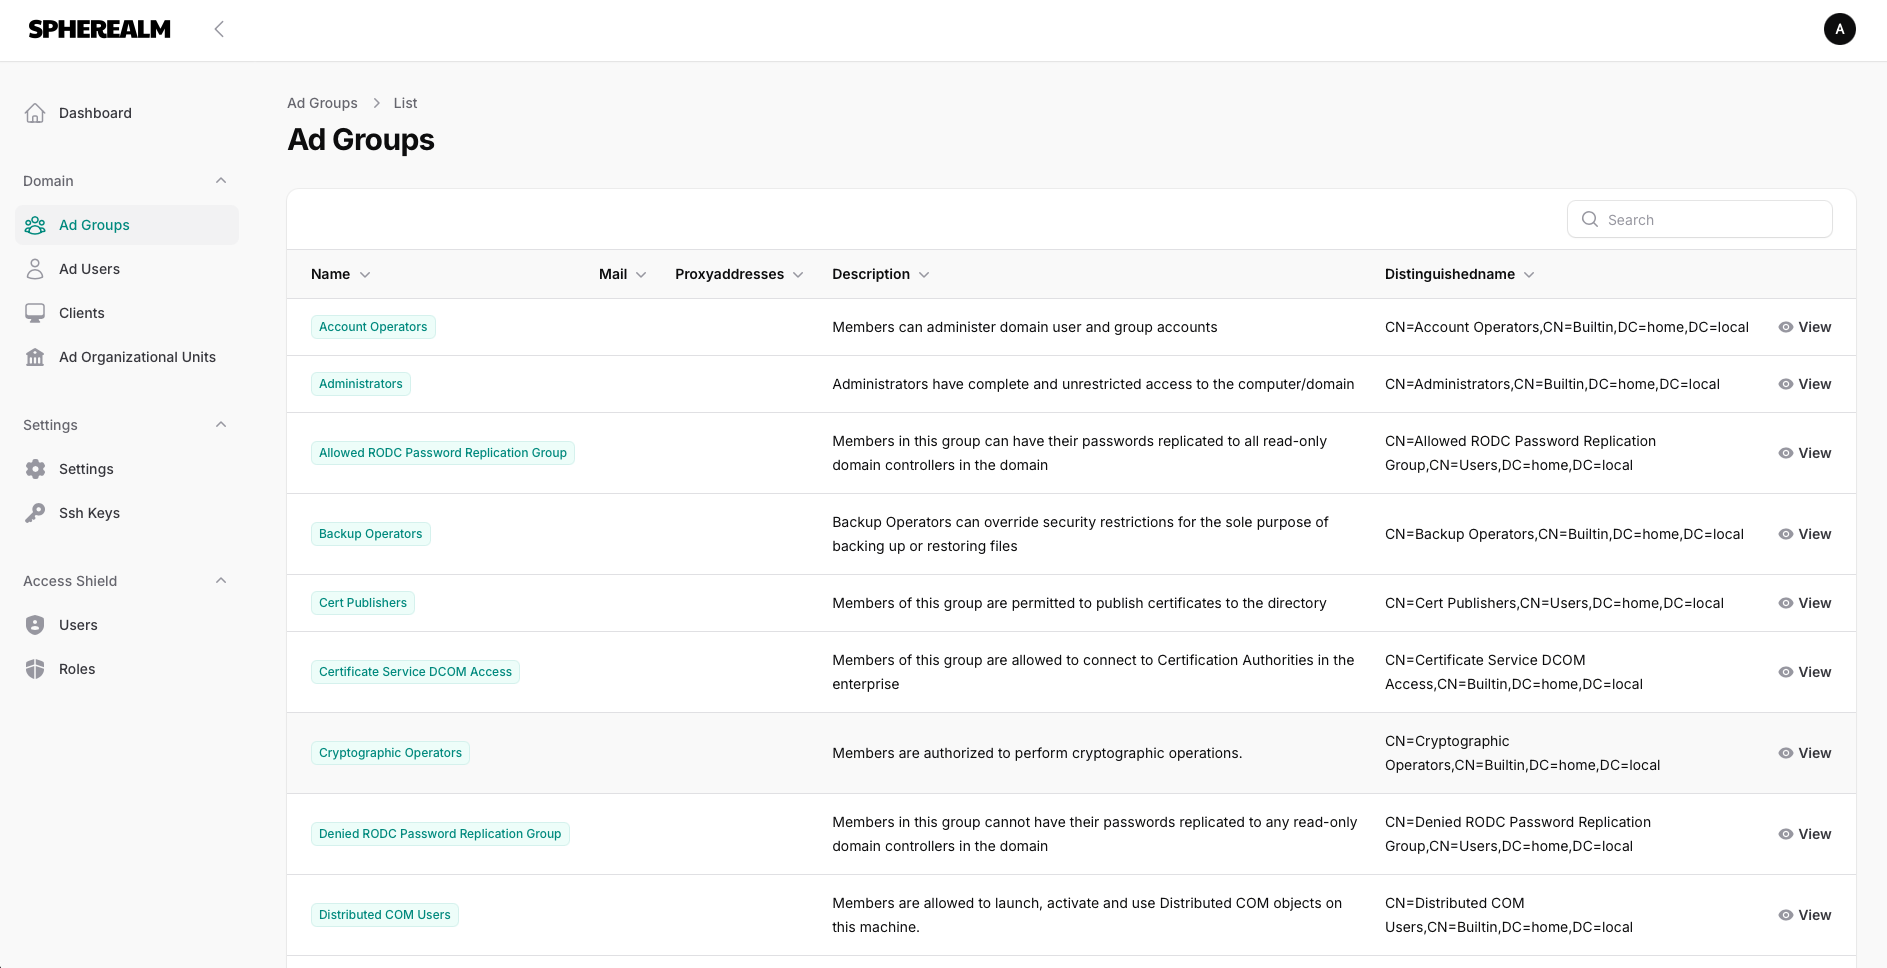 SPHEREALM
A
Dashboard
Domain
Ad Groups
Ad Users
Clients
Ad Organizational Units
Settings
Settings
Ssh Keys
Access Shield
Users
Roles
Ad Groups > List
Ad Groups
Search
Name Mail Proxyaddresses Description Distinguishedname
Account Operators Members can administer domain user and group accounts CN=Account Operators,CN=Builtin,DC=home,DC=local View
Administrators Administrators have complete and unrestricted access to the computer/domain CN=Administrators,CN=Builtin,DC=home,DC=local View
Allowed RODC Password Replication Group
Members in this group can have their passwords replicated to all read-only
domain controllers in the domain
CN=Allowed RODC Password Replication
Group,CN=Users,DC=home,DC=local
View
Backup Operators
Backup Operators can override security restrictions for the sole purpose of
backing up or restoring files
CN=Backup Operators,CN=Builtin,DC=home,DC=local
View
Cert Publishers Members of this group are permitted to publish certificates to the directory CN=Cert Publishers,CN=Users,DC=home,DC=local View
Certificate Service DCOM Access
Members of this group are allowed to connect to Certification Authorities in the
enterprise
CN=Certificate Service DCOM
Access,CN=Builtin,DC=home,DC=local
View
Cryptographic Operators
Members are authorized to perform cryptographic operations.
CN=Cryptographic
Operators,CN=Builtin,DC=home,DC=local
View
Denied RODC Password Replication Group
Members in this group cannot have their passwords replicated to any read-only
domain controllers in the domain
CN=Denied RODC Password Replication
Group,CN=Users,DC=home,DC=local
View
Distributed COM Users
Members are allowed to launch, activate and use Distributed COM objects on
this machine.
CN=Distributed COM
Users,CN=Builtin,DC=home,DC=local
View